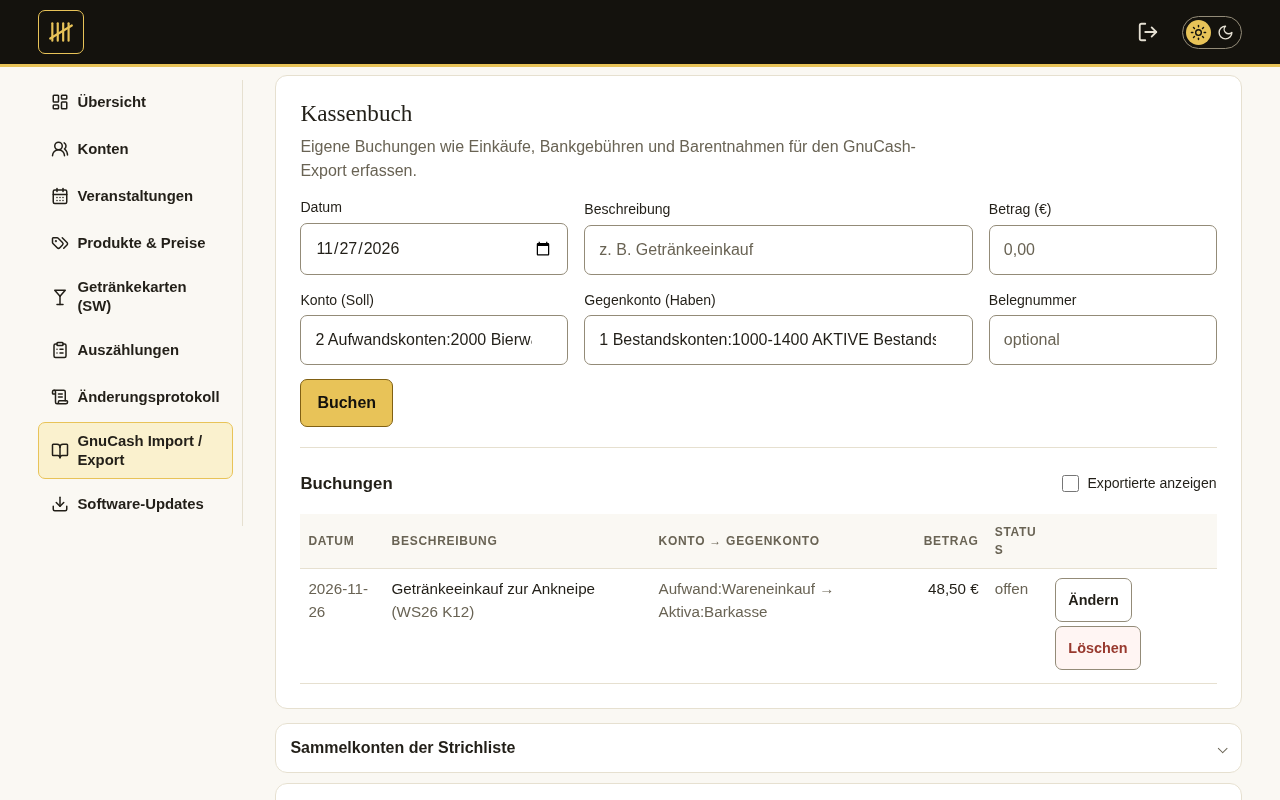 Übersicht
Konten
Veranstaltungen
Produkte & Preise
Getränkekarten
(SW)
Auszählungen
Änderungsprotokoll
GnuCash Import /
Export
Software-Updates
Kassenbuch
Eigene Buchungen wie Einkäufe, Bankgebühren und Barentnahmen für den GnuCash-
Export erfassen.
Datum
Beschreibung
Betrag (€)
11/27/2026
z. B. Getränkeeinkauf
0,00
Konto (Soll)
Gegenkonto (Haben)
Belegnummer
2 Aufwandskonten:2000 Bierw
1 Bestandskonten:1000-1400 AKTIVE Bestands
optional
Buchen
Buchungen
Exportierte anzeigen
DATUM
BESCHREIBUNG
KONTO → GEGENKONTO
BETRAG
STATU
S
2026-11-
26
Getränkeeinkauf zur Ankneipe
(WS26 K12)
Aufwand:Wareneinkauf →
Aktiva:Barkasse
48,50 €
offen
Ändern
Löschen
Sammelkonten der Strichliste